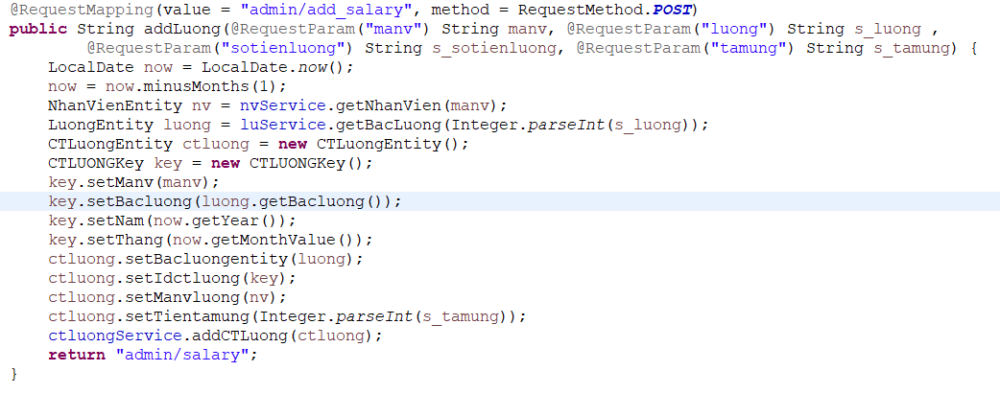 @RequestMapping(value = "admin/add_salary", method = RequestMethod.POST)
public String addLuong(@RequestParam("manv") String manv, @RequestParam("luong") String s_luong ,
@RequestParam("sotienluong") String s_sotienluong, @RequestParam("tamung") String s_tamung) {
LocalDate now = LocalDate.now();
now = now.minusMonths(1);
NhanVienEntity nv = nvService.getNhanVien(manv);
LuongEntity luong = luService.getBacLuong(Integer.parseInt(s_luong));
CTLuongEntity ctluong = new CTLuongEntity();
CTLUONGKey key = new CTLUONGKey();
key.setManv(manv);
key.setBacluong(luong.getBacluong());
key.setNam(now.getYear());
key.setThang(now.getMonthValue());
ctluong.setBacluongentity(luong);
ctluong.setIdctluong(key);
ctluong.setManvluong(nv);
ctluong.setTientamung(Integer.parseInt(s_tamung));
ctluongService.addCTLuong(ctluong);
return "admin/salary";
}